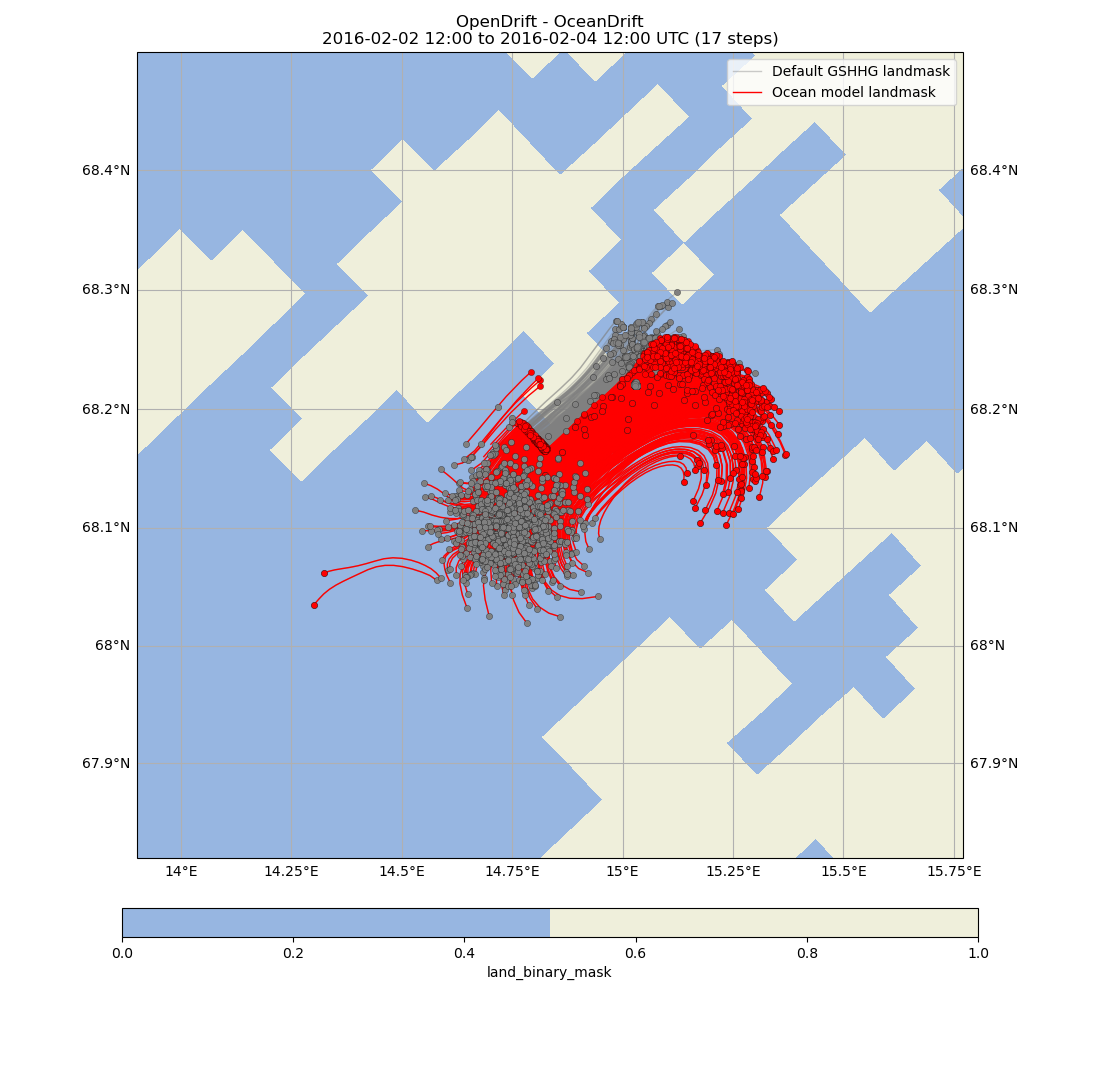 OpenDrift - OceanDrift
2016-02-02 12:00 to 2016-02-04 12:00 UTC (17 steps)
Default GSHHG landmask
Ocean model landmask
68.4°N 68.4°N
68.3°N 68.3°N
68.2°N 68.2°N
68.1°N 68.1°N
68°N 68°N
67.9°N 67.9°N
14°E 14.25°E 14.5°E 14.75°E 15°E 15.25°E 15.5°E 15.75°E
0.0 0.2 0.4 0.6 0.8 1.0
land_binary_mask